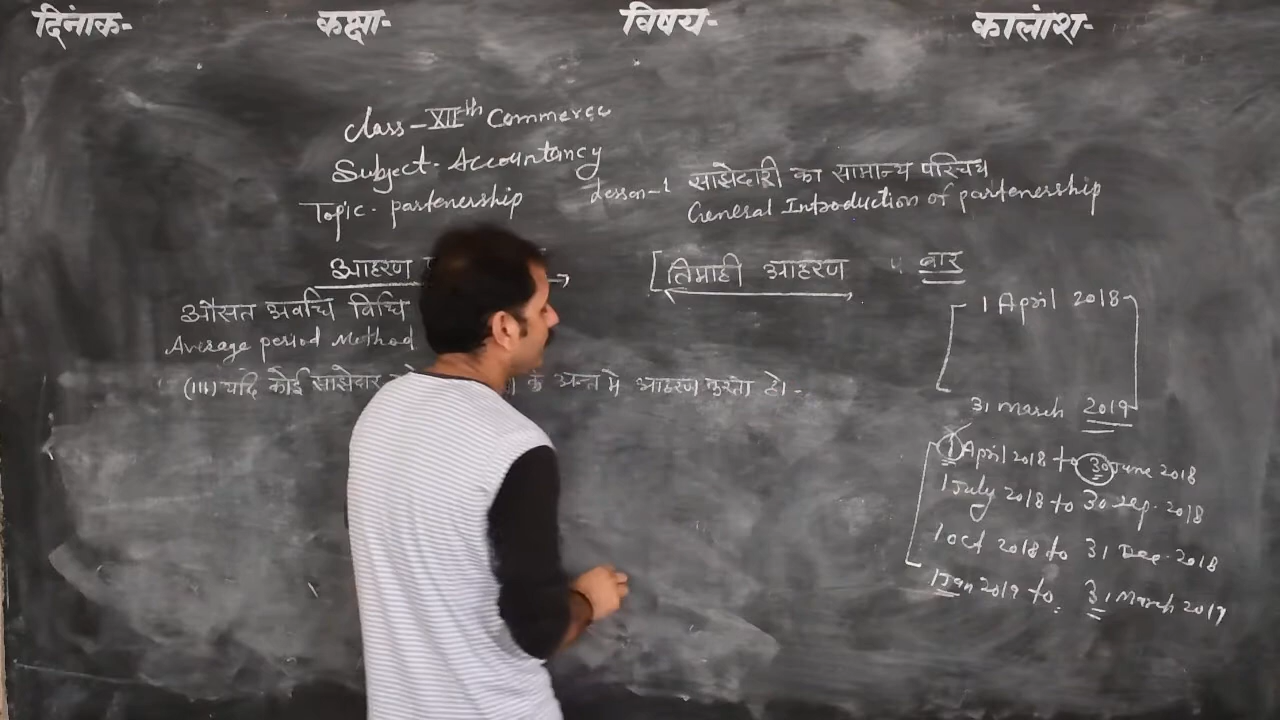 दिंनाक- कक्षा- विषय- कालांश-
Class - XIIth Commerce
Subject - Accountancy
Topic - partenership
Lesson-1 साझेदारी का सामान्य परिचय
General Introduction of partenership
आहरण
[तिमाही आहरण
बार
औसत अवधि विधि
Average period Method
(iii) यदि कोई साझेदार के अन्त मे आहरण करता हे। -
1 April 2018
31 march 2019
1 April 2018 to 30 June 2018
1 July 2018 to 30 sep. 2018
1 oct 2018 to 31 Dec. 2018
1 Jan 2019 to 31 March 2019